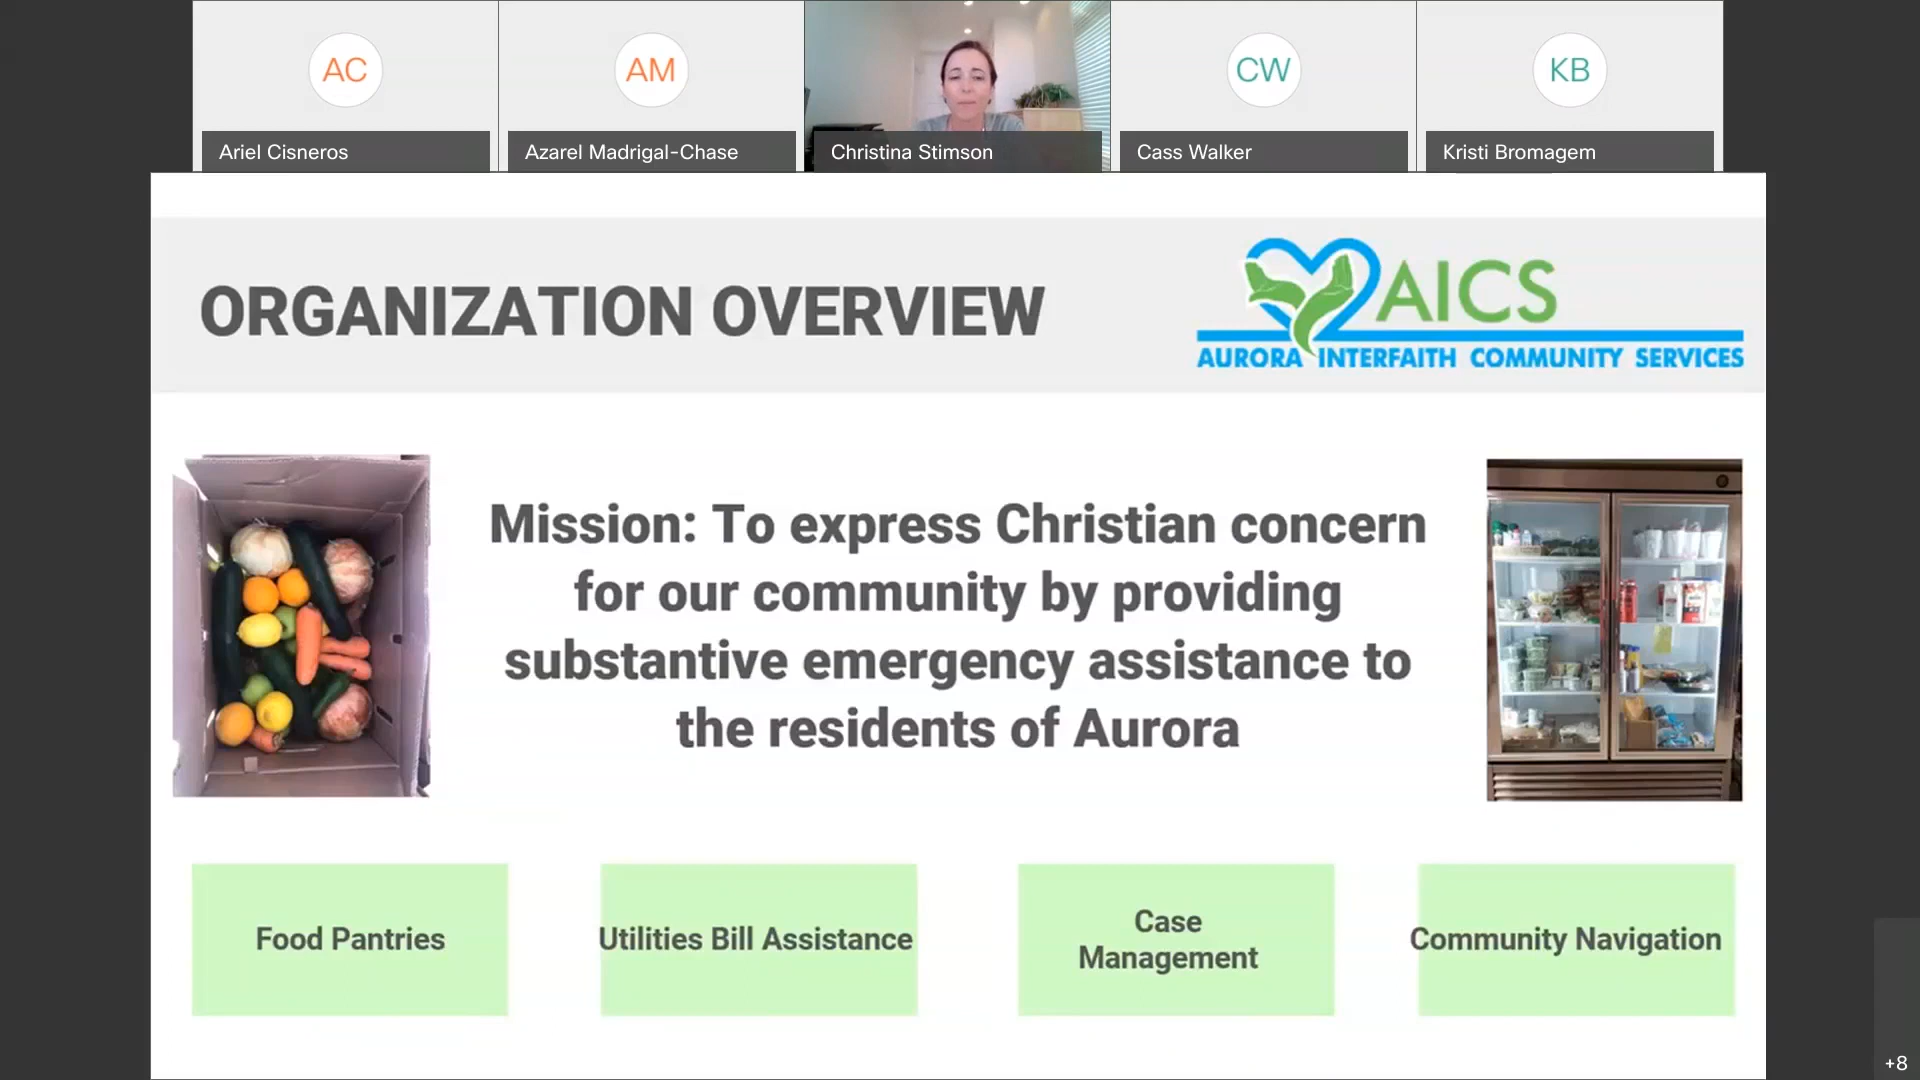 AC
AM
CW
KB
Ariel Cisneros
Azarel Madrigal-Chase
Christina Stimson
Cass Walker
Kristi Bromagem
ORGANIZATION OVERVIEW
AICS
AURORA INTERFAITH COMMUNITY SERVICES
Mission: To express Christian concern
for our community by providing
substantive emergency assistance to
the residents of Aurora
Food Pantries
Utilities Bill Assistance
Case
Management
Community Navigation
+8